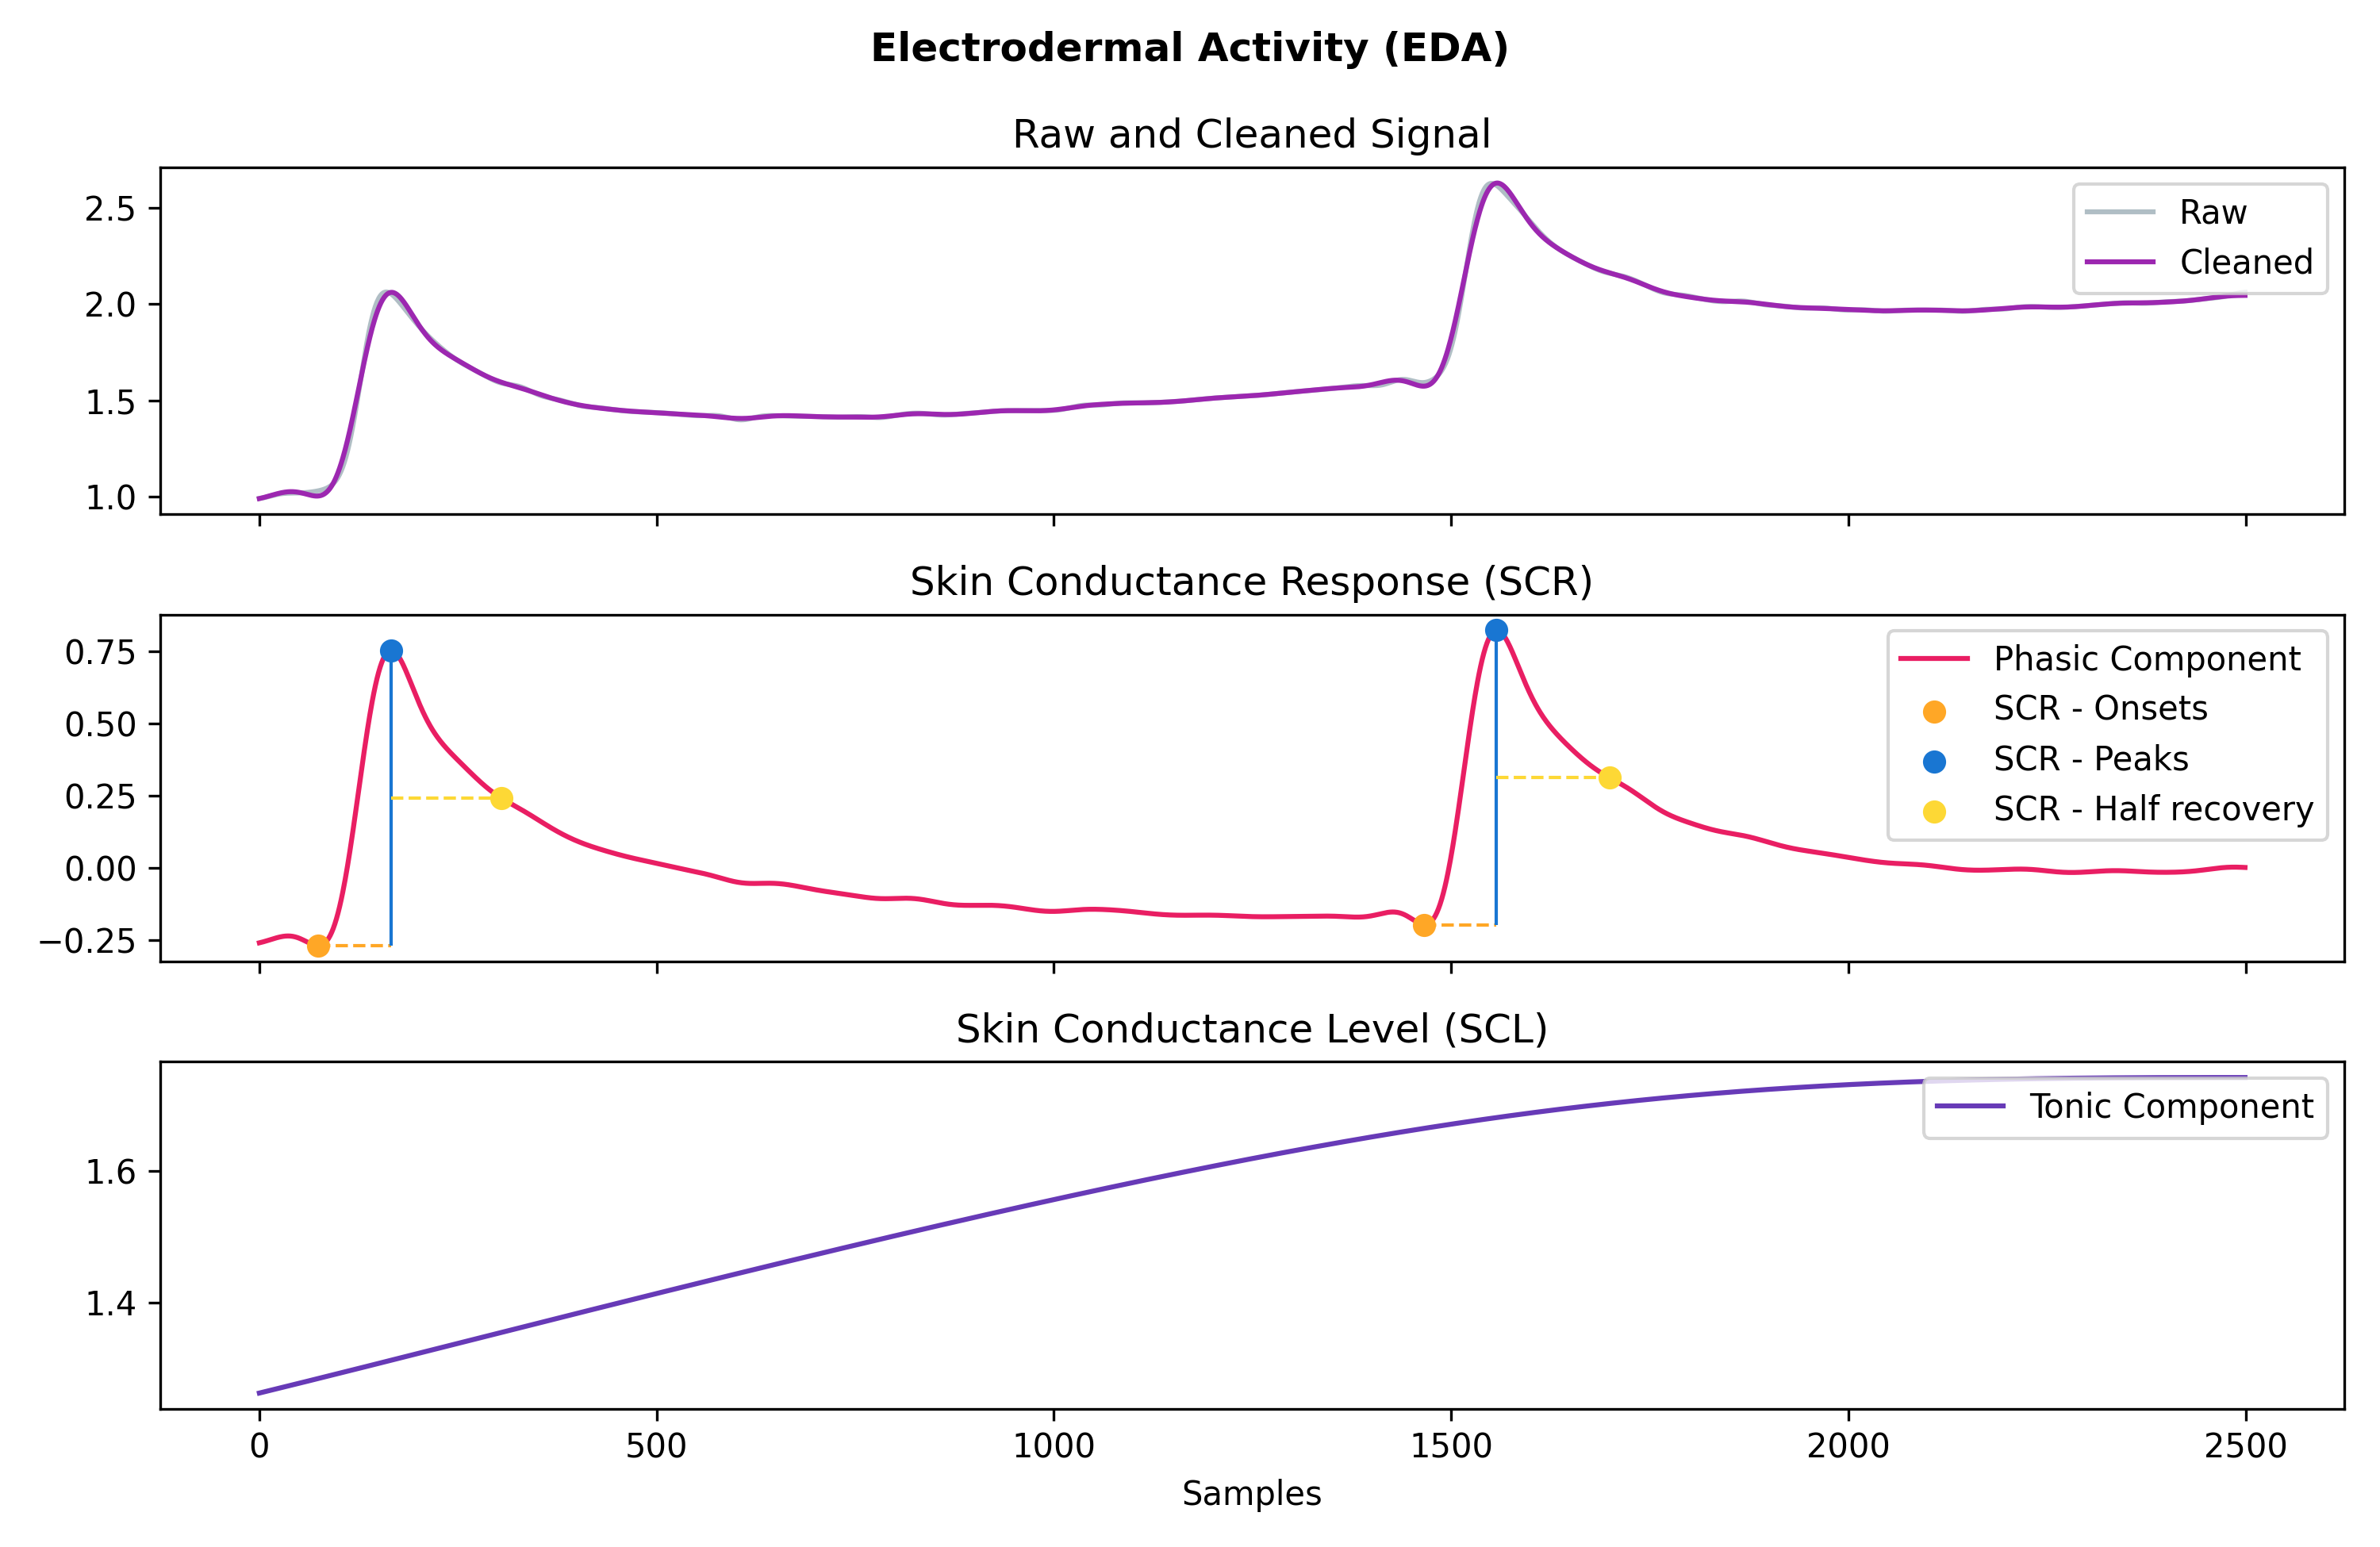 Electrodermal Activity (EDA)
Raw and Cleaned Signal
2.5
2.0
1.5
1.0
Raw
Cleaned
Skin Conductance Response (SCR)
0.75
0.50
0.25
0.00
−0.25
Phasic Component
SCR - Onsets
SCR - Peaks
SCR - Half recovery
Skin Conductance Level (SCL)
1.6
1.4
Tonic Component
0 500 1000 1500 2000 2500
Samples